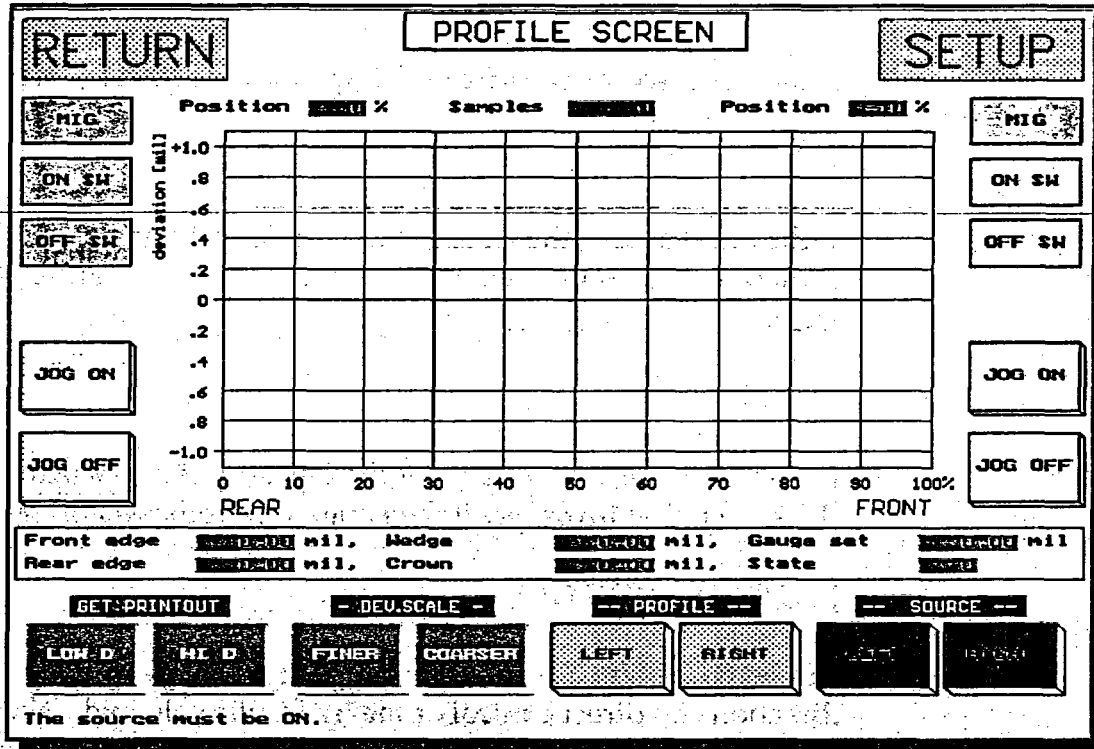 RETURN
PROFILE SCREEN
SETUP
Position %
Samples
Position %
MIG
ON SW
OFF SW
JOG ON
JOG OFF
deviation [mil]
+1.0
.8
.6
.4
.2
0
.2
.4
.6
.8
-1.0
0 10 20 30 40 50 60 70 80 90 100%
REAR
FRONT
MIG
ON SW
OFF SW
JOG ON
JOG OFF
Front edge mil, Wedge mil, Gauge set mil
Rear edge mil, Crown mil, State
GET PRINTOUT
- DEV.SCALE -
-- PROFILE --
-- SOURCE --
LOW D
HI D
FINER
COARSER
LEFT
RIGHT
The source must be ON.